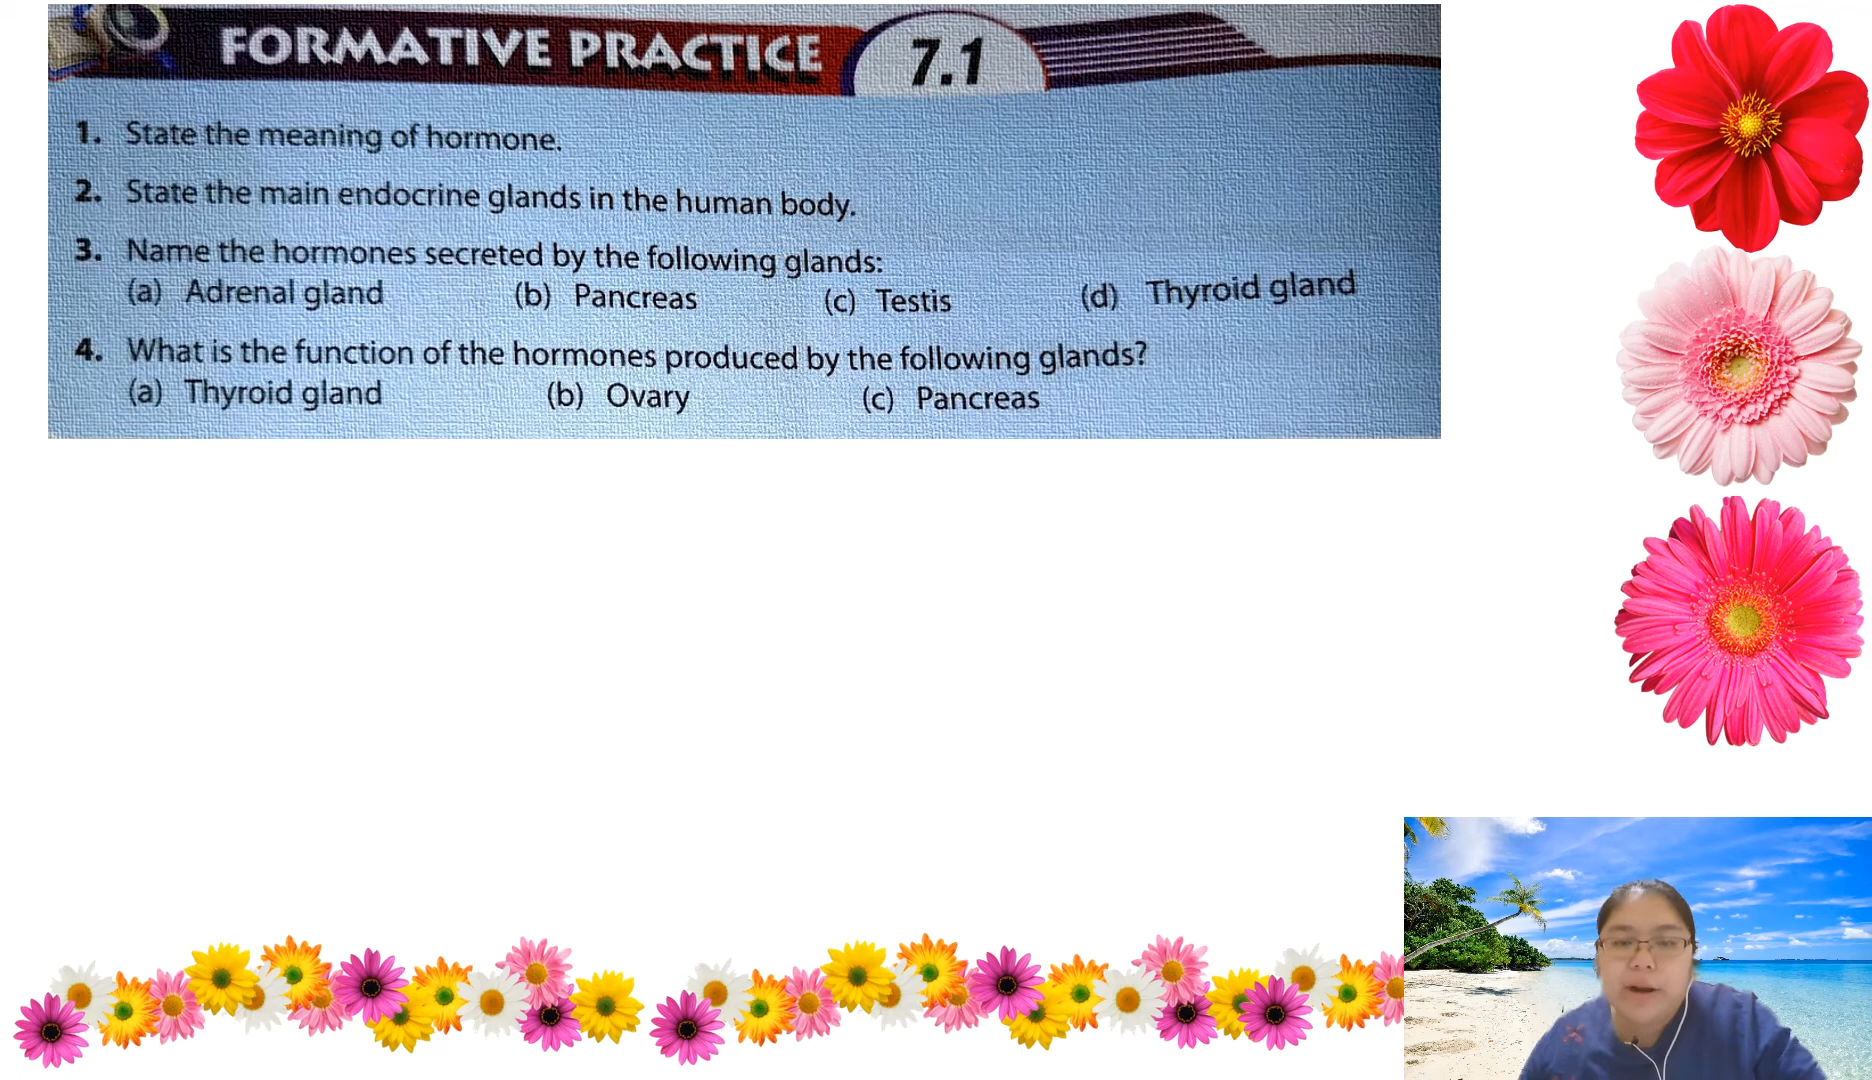 FORMATIVE PRACTICE 7.1
1. State the meaning of hormone.
2. State the main endocrine glands in the human body.
3. Name the hormones secreted by the following glands:
(a) Adrenal gland (b) Pancreas (c) Testis (d) Thyroid gland
4. What is the function of the hormones produced by the following glands?
(a) Thyroid gland (b) Ovary (c) Pancreas